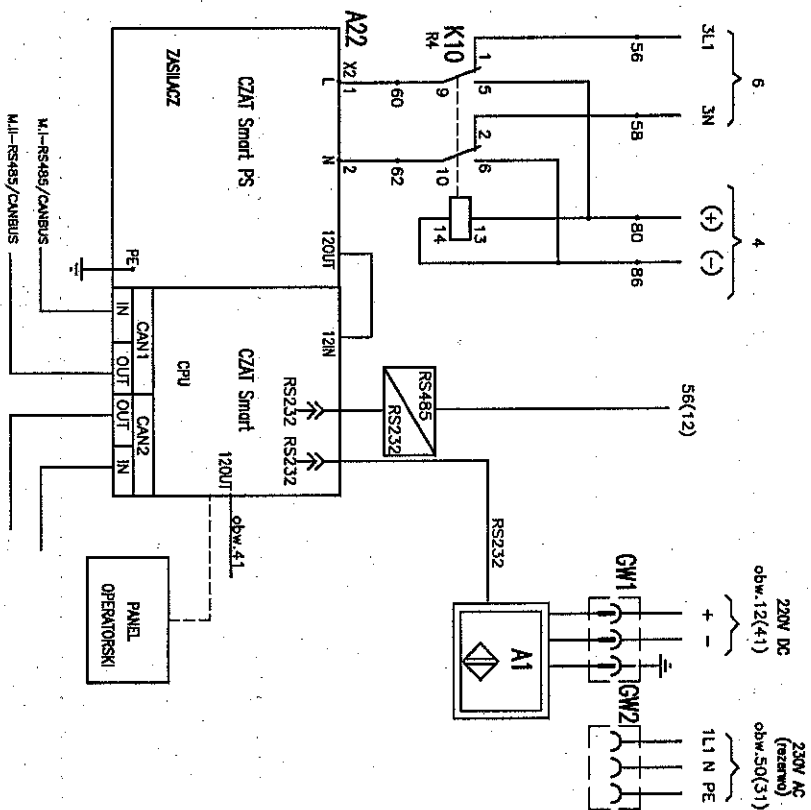 6
3L1
3N
56
58
4
(+)
(-)
80
86
K10
R4
1
5
9
2
6
10
13
14
A22
X2
1
2
60
62
L
N
ZASILACZ
CZAT Smart PS
PE
12OUT
12IN
CZAT Smart
CPU
CAN1
CAN2
IN
OUT
OUT
IN
RS232
RS232
12OUT
obw.41
M.I-RS485/CANBUS
M.II-RS485/CANBUS
RS485
RS232
56(12)
RS232
PANEL
OPERATORSKI
A1
GW1
GW2
+
-
220V DC
obw.12(41)
1L1 N PE
230V AC
(rezerwa)
obw.50(31)